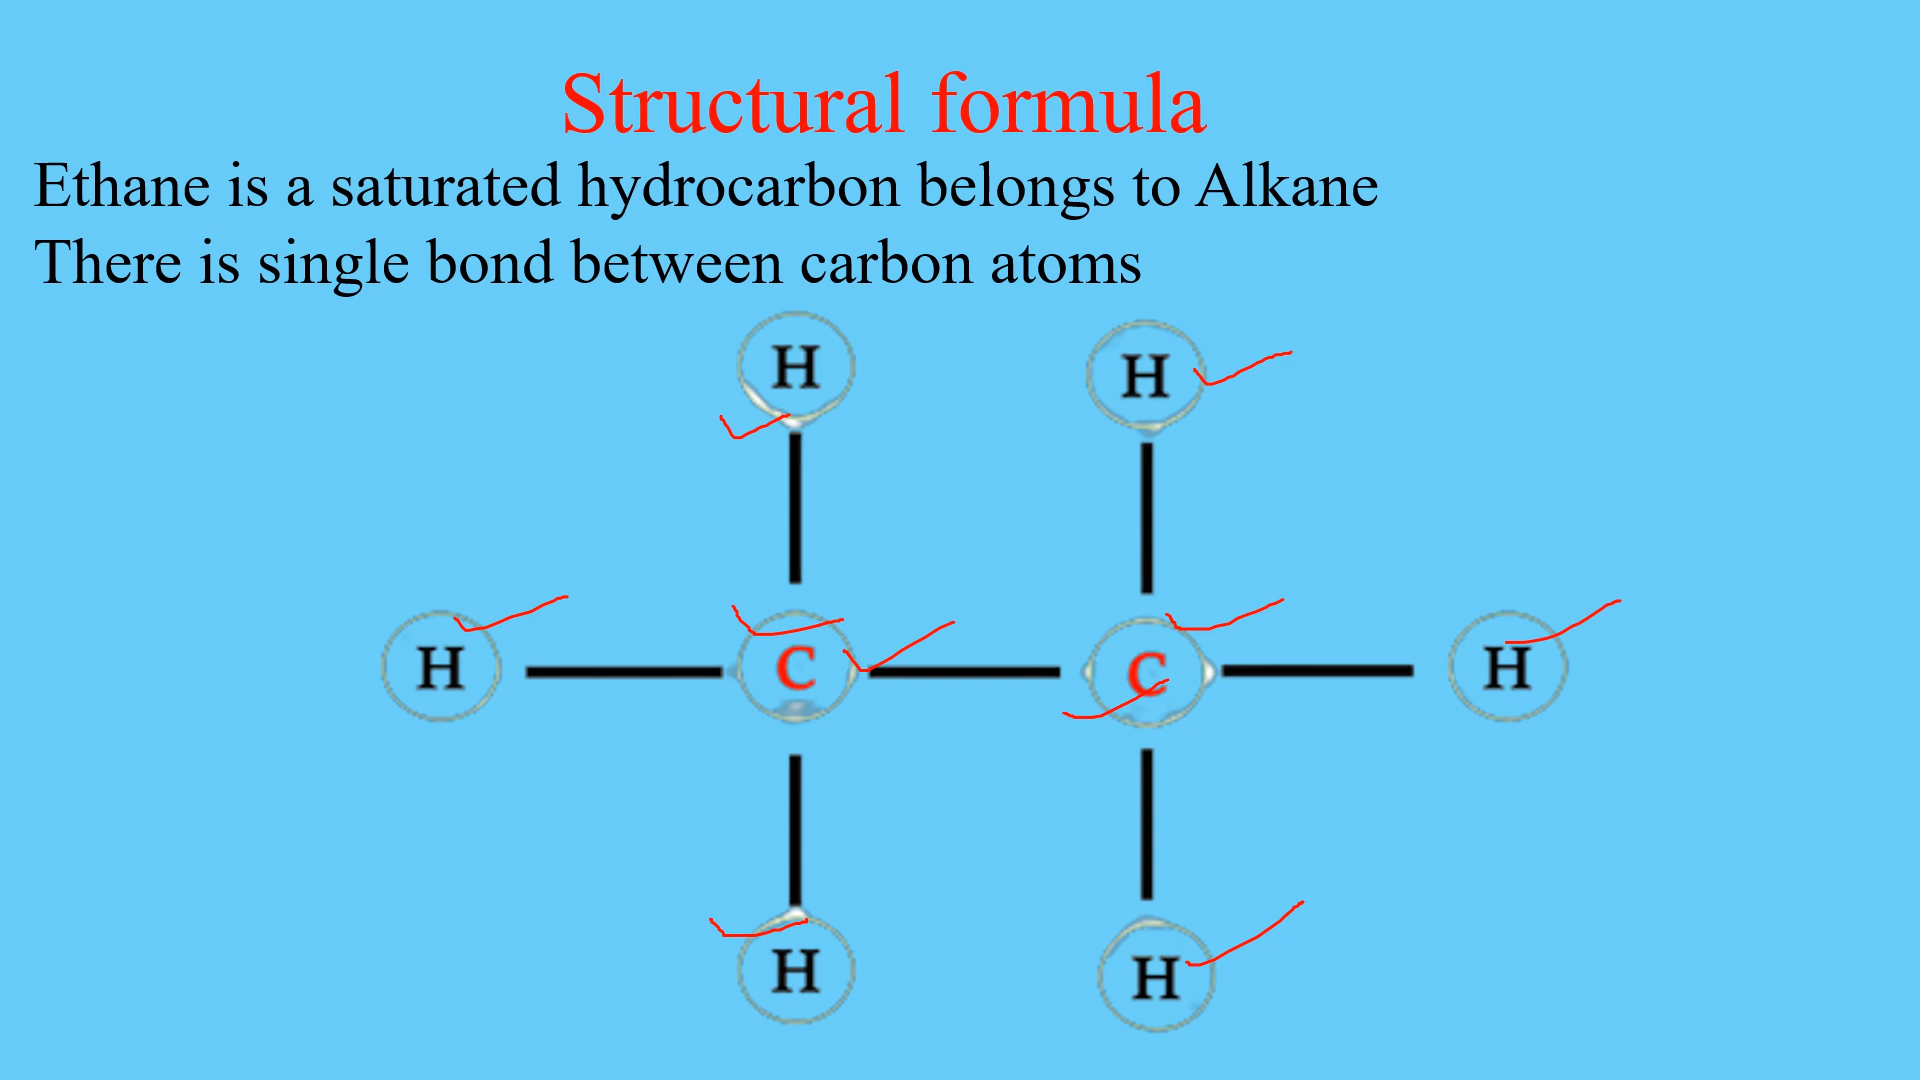 Structural formula
Ethane is a saturated hydrocarbon belongs to Alkane
There is single bond between carbon atoms
H H
H C C H
H H